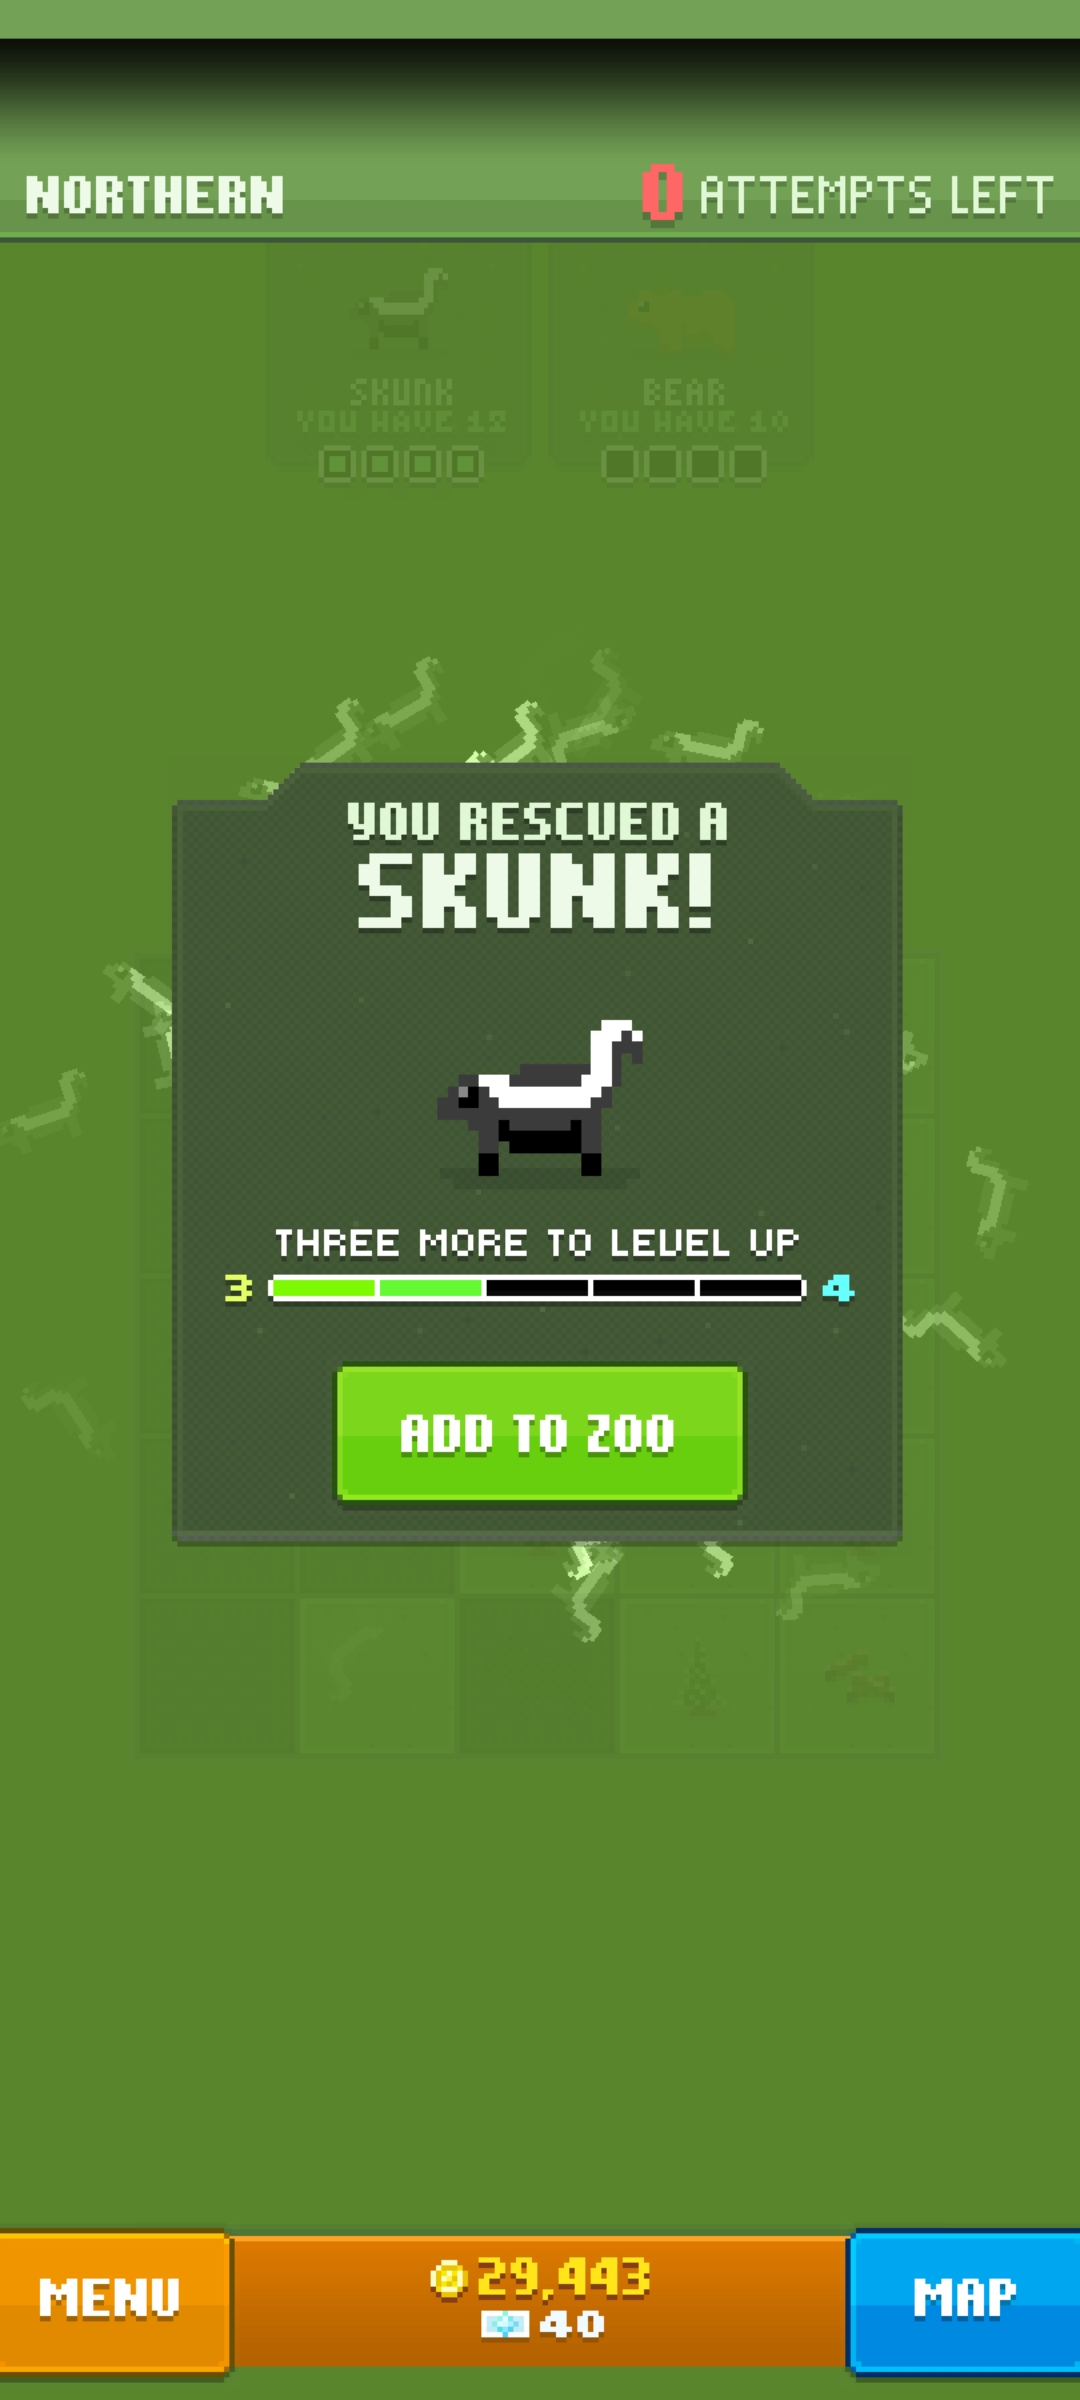 NORTHERN
0 ATTEMPTS LEFT
SKUNK
BEAR
YOU HAVE 12
YOU HAVE 10
YOU RESCUED A
SKUNK!
THREE MORE TO LEVEL UP
3
4
ADD TO ZOO
MENU
29,443
40
MAP